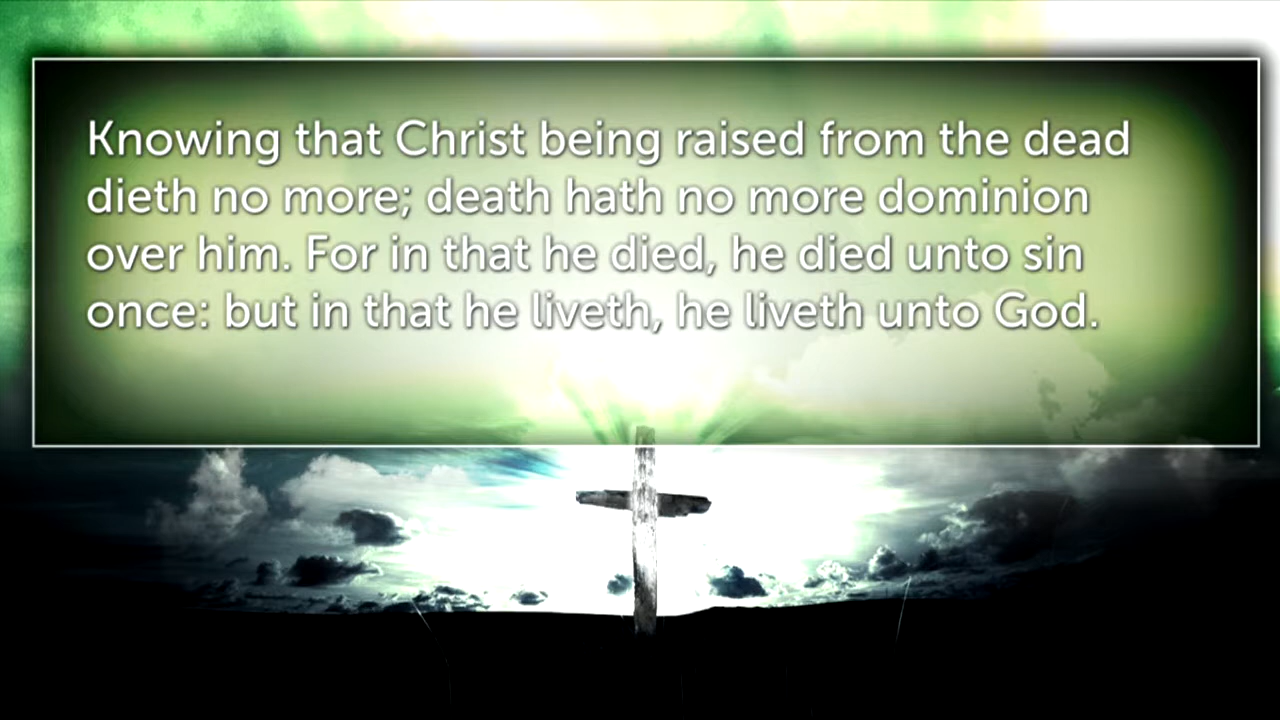 Knowing that Christ being raised from the dead
dieth no more; death hath no more dominion
over him. For in that he died, he died unto sin
once: but in that he liveth, he liveth unto God.